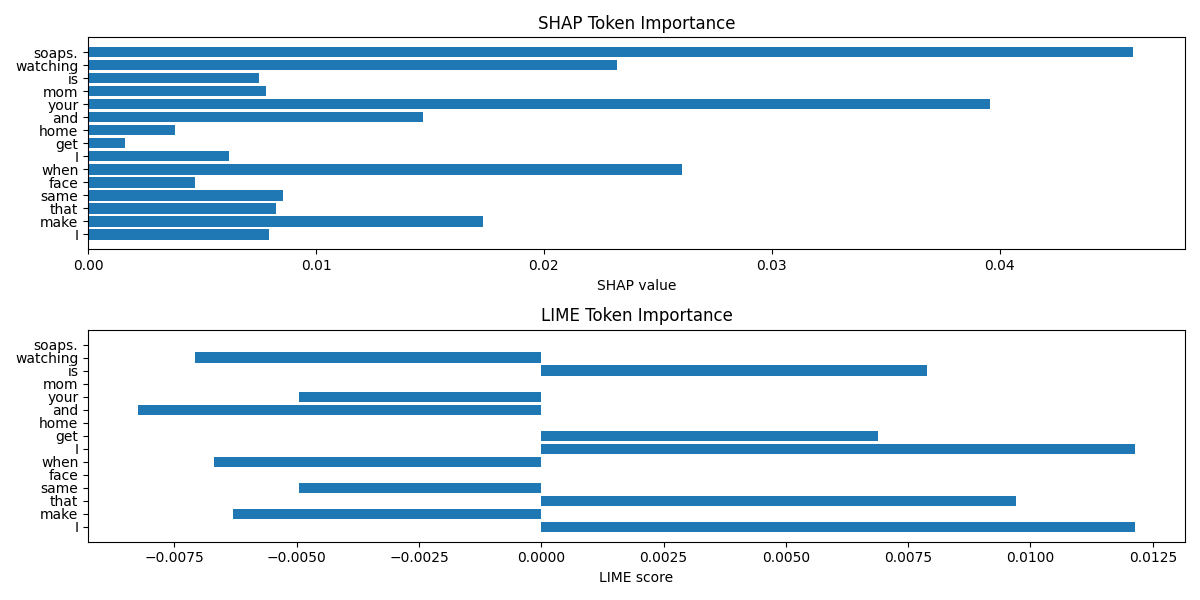 SHAP Token Importance
soaps.
watching
is
mom
your
and
home
get
I
when
face
same
that
make
I
0.00 0.01 0.02 0.03 0.04
SHAP value
LIME Token Importance
soaps.
watching
is
mom
your
and
home
get
I
when
face
same
that
make
I
−0.0075 −0.0050 −0.0025 0.0000 0.0025 0.0050 0.0075 0.0100 0.0125
LIME score